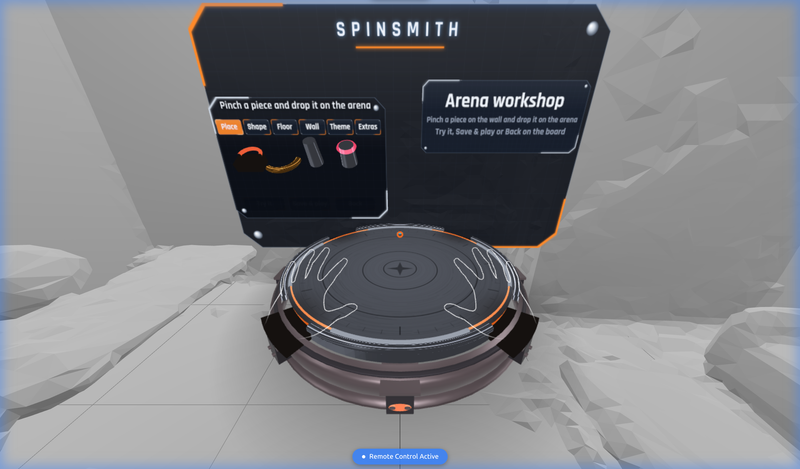 SPINSMITH
Pinch a piece and drop it on the arena
Place
Shape
Floor
Wall
Theme
Extras
Arena workshop
Pinch a piece on the wall and drop it on the arena
Try it, Save & play or Back on the board
Remote Control Active